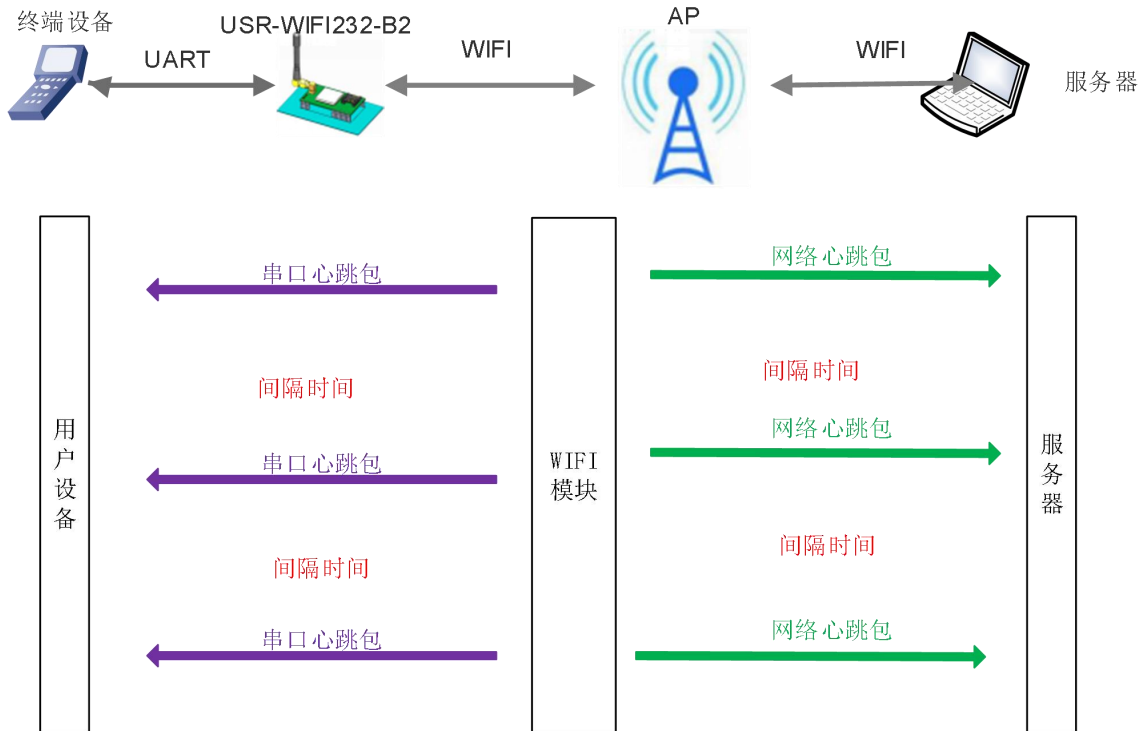 终端设备
USR-WIFI232-B2
AP
UART
WIFI
WIFI
服务器
串口心跳包
网络心跳包
间隔时间
间隔时间
串口心跳包
网络心跳包
用户设备
WIFI
模块
服务器
间隔时间
间隔时间
串口心跳包
网络心跳包